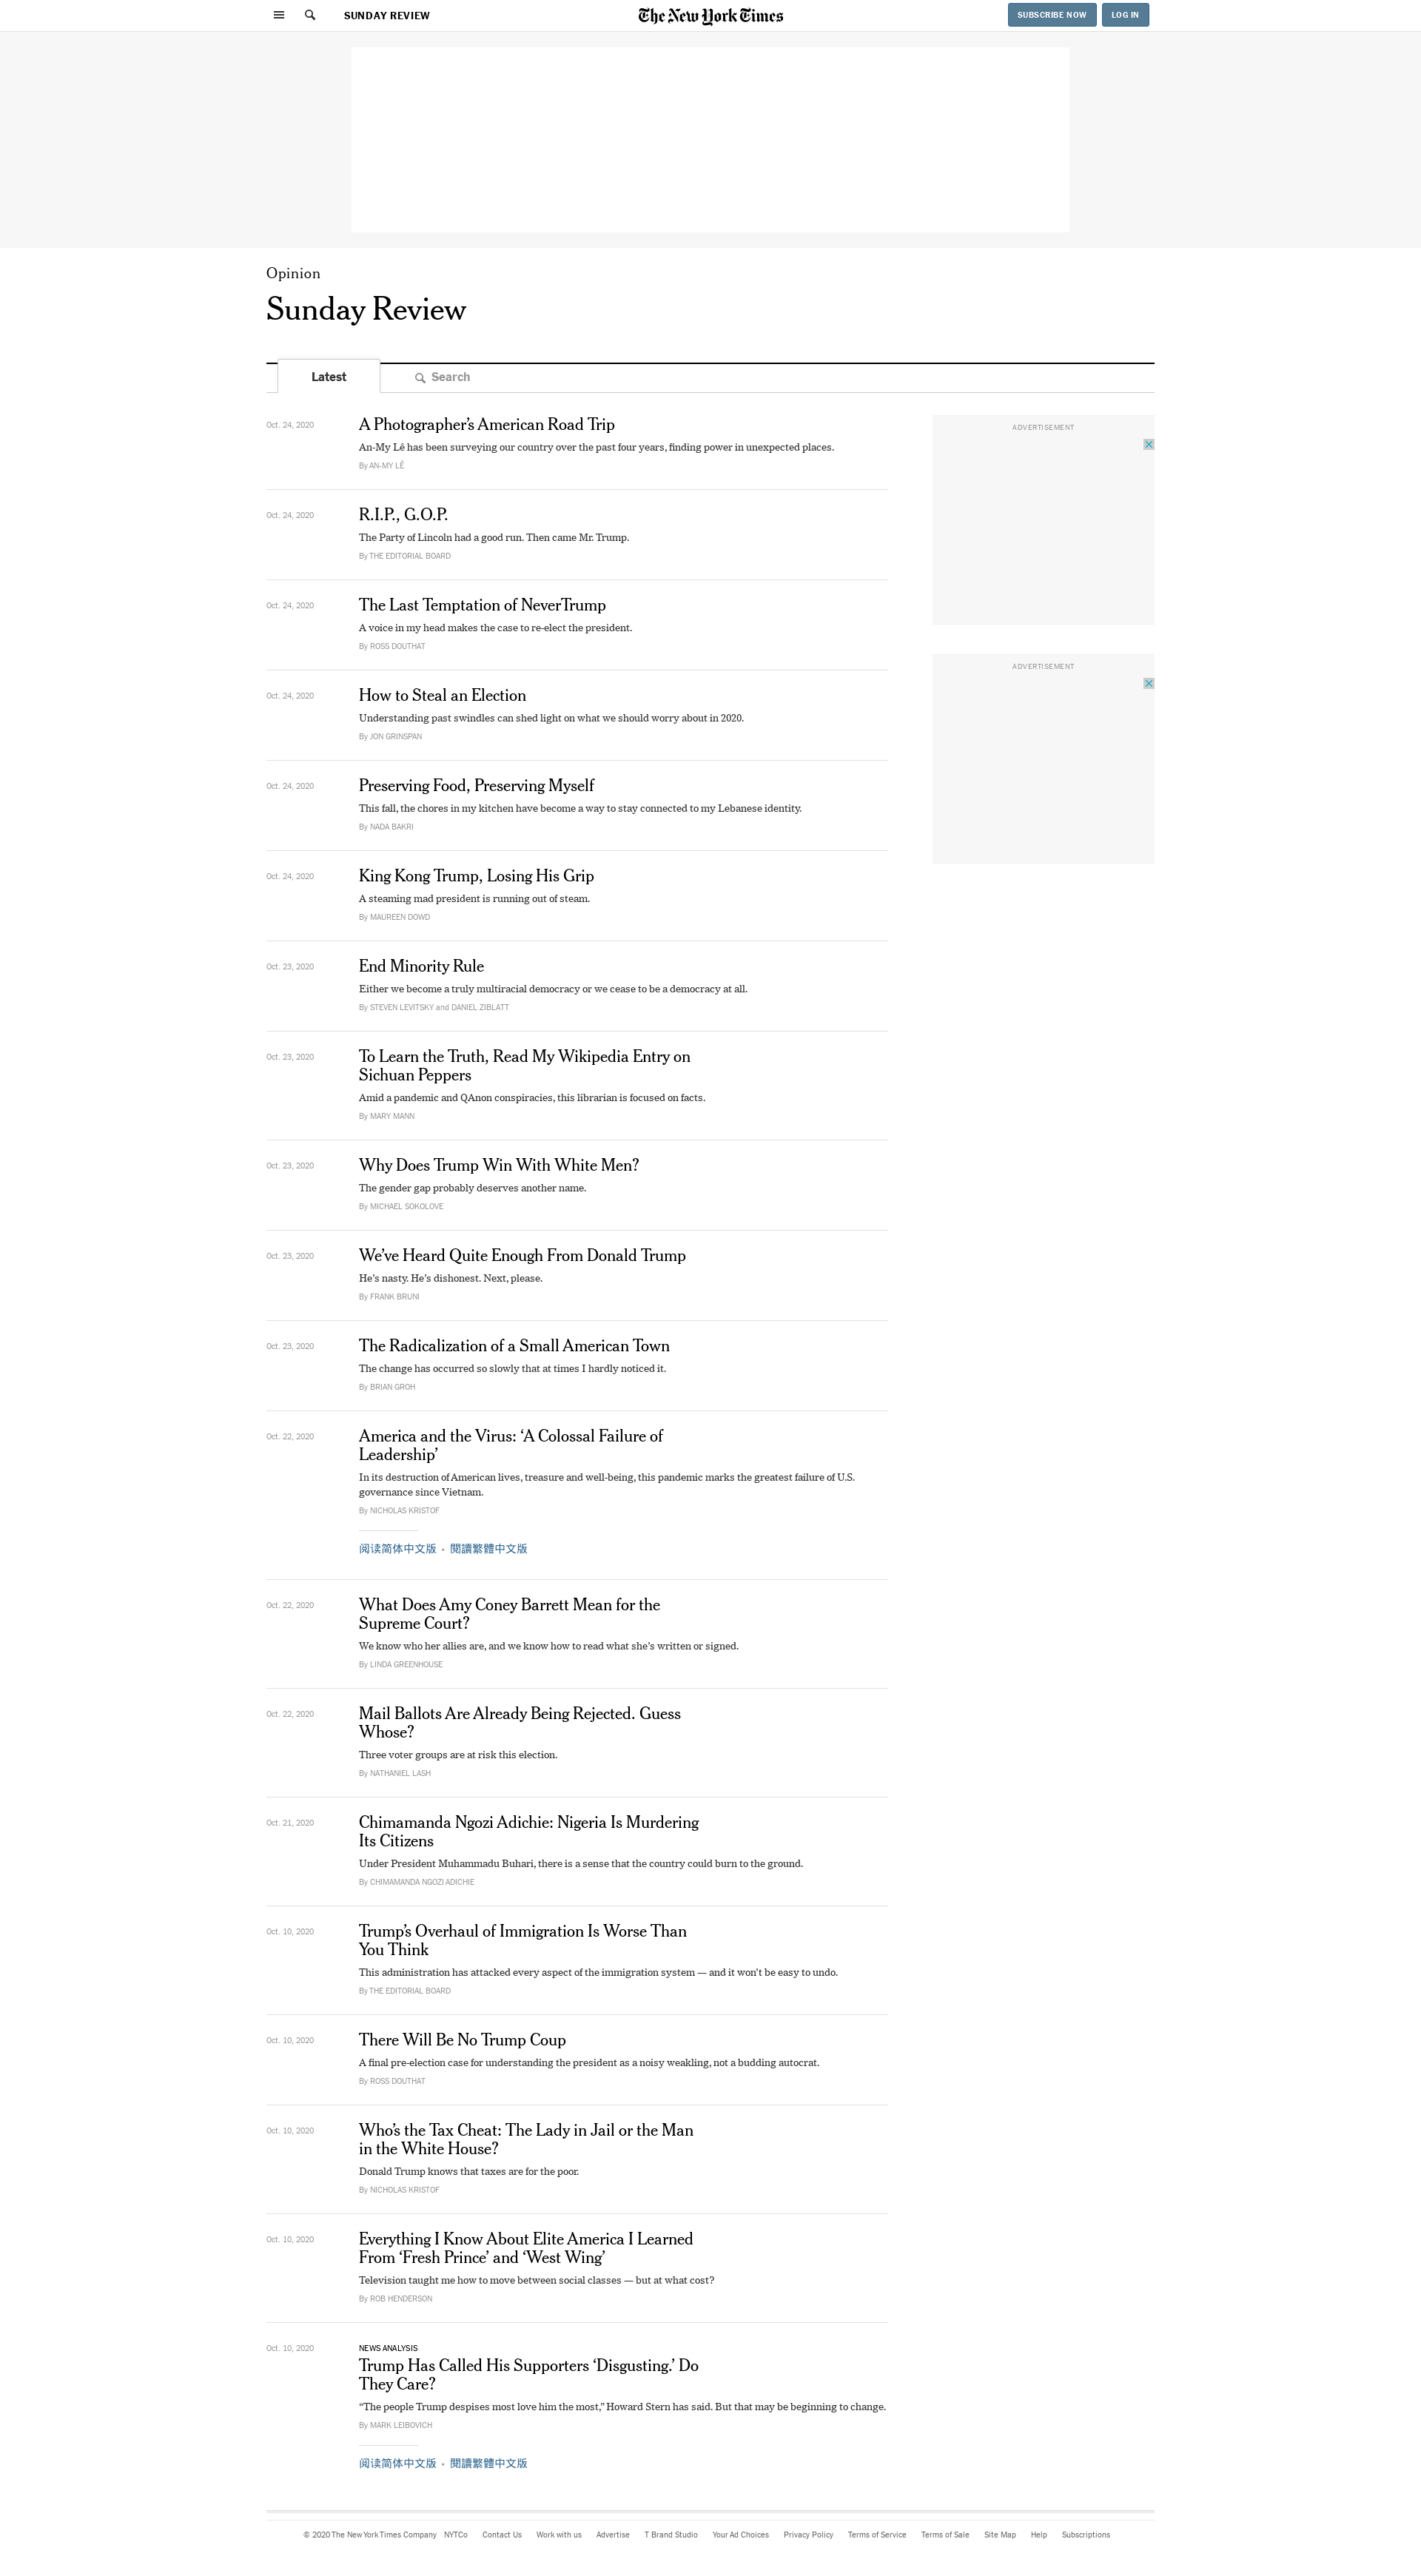 SUNDAY REVIEW
The New York Times
SUBSCRIBE NOW
LOG IN
Opinion
Sunday Review
Latest
Search
Oct. 24, 2020
A Photographer’s American Road Trip
An-My Lê has been surveying our country over the past four years, finding power in unexpected places.
By AN-MY LÊ
ADVERTISEMENT
Oct. 24, 2020
R.I.P., G.O.P.
The Party of Lincoln had a good run. Then came Mr. Trump.
By THE EDITORIAL BOARD
Oct. 24, 2020
The Last Temptation of NeverTrump
A voice in my head makes the case to re-elect the president.
By ROSS DOUTHAT
ADVERTISEMENT
Oct. 24, 2020
How to Steal an Election
Understanding past swindles can shed light on what we should worry about in 2020.
By JON GRINSPAN
Oct. 24, 2020
Preserving Food, Preserving Myself
This fall, the chores in my kitchen have become a way to stay connected to my Lebanese identity.
By NADA BAKRI
Oct. 24, 2020
King Kong Trump, Losing His Grip
A steaming mad president is running out of steam.
By MAUREEN DOWD
Oct. 23, 2020
End Minority Rule
Either we become a truly multiracial democracy or we cease to be a democracy at all.
By STEVEN LEVITSKY and DANIEL ZIBLATT
Oct. 23, 2020
To Learn the Truth, Read My Wikipedia Entry on
Sichuan Peppers
Amid a pandemic and QAnon conspiracies, this librarian is focused on facts.
By MARY MANN
Oct. 23, 2020
Why Does Trump Win With White Men?
The gender gap probably deserves another name.
By MICHAEL SOKOLOVE
Oct. 23, 2020
We’ve Heard Quite Enough From Donald Trump
He’s nasty. He’s dishonest. Next, please.
By FRANK BRUNI
Oct. 23, 2020
The Radicalization of a Small American Town
The change has occurred so slowly that at times I hardly noticed it.
By BRIAN GROH
Oct. 22, 2020
America and the Virus: ‘A Colossal Failure of
Leadership’
In its destruction of American lives, treasure and well-being, this pandemic marks the greatest failure of U.S.
governance since Vietnam.
By NICHOLAS KRISTOF
阅读简体中文版 • 閱讀繁體中文版
Oct. 22, 2020
What Does Amy Coney Barrett Mean for the
Supreme Court?
We know who her allies are, and we know how to read what she’s written or signed.
By LINDA GREENHOUSE
Oct. 22, 2020
Mail Ballots Are Already Being Rejected. Guess
Whose?
Three voter groups are at risk this election.
By NATHANIEL LASH
Oct. 21, 2020
Chimamanda Ngozi Adichie: Nigeria Is Murdering
Its Citizens
Under President Muhammadu Buhari, there is a sense that the country could burn to the ground.
By CHIMAMANDA NGOZI ADICHIE
Oct. 10, 2020
Trump’s Overhaul of Immigration Is Worse Than
You Think
This administration has attacked every aspect of the immigration system — and it won’t be easy to undo.
By THE EDITORIAL BOARD
Oct. 10, 2020
There Will Be No Trump Coup
A final pre-election case for understanding the president as a noisy weakling, not a budding autocrat.
By ROSS DOUTHAT
Oct. 10, 2020
Who’s the Tax Cheat: The Lady in Jail or the Man
in the White House?
Donald Trump knows that taxes are for the poor.
By NICHOLAS KRISTOF
Oct. 10, 2020
Everything I Know About Elite America I Learned
From ‘Fresh Prince’ and ‘West Wing’
Television taught me how to move between social classes — but at what cost?
By ROB HENDERSON
Oct. 10, 2020
NEWS ANALYSIS
Trump Has Called His Supporters ‘Disgusting.’ Do
They Care?
“The people Trump despises most love him the most,” Howard Stern has said. But that may be beginning to change.
By MARK LEIBOVICH
阅读简体中文版 • 閱讀繁體中文版
© 2020 The New York Times Company NYTCo Contact Us Work with us Advertise T Brand Studio Your Ad Choices Privacy Policy Terms of Service Terms of Sale Site Map Help Subscriptions